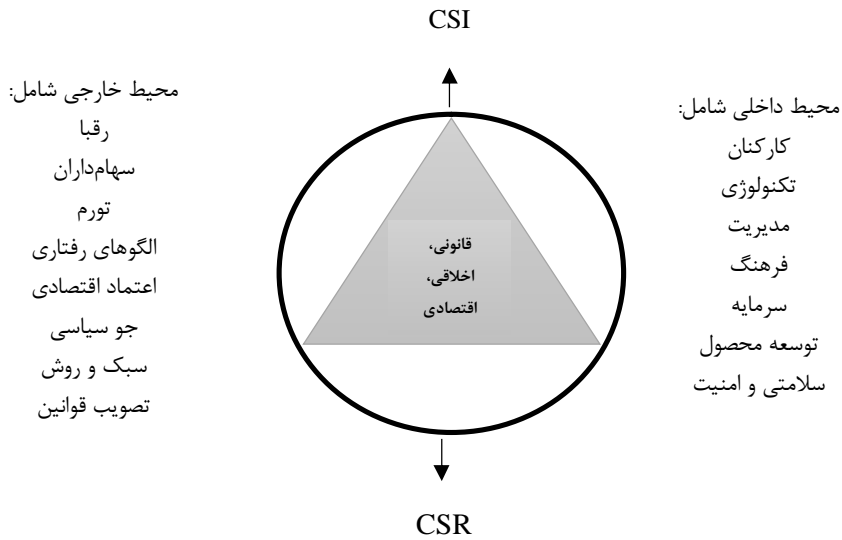 CSI
محیط داخلی شامل:
کارکنان
تکنولوژی
مدیریت
فرهنگ
سرمایه
توسعه محصول
سلامتی و امنیت
قانونی،
اخلاقی،
اقتصادی
محیط خارجی شامل:
رقبا
سهام‌داران
تورم
الگوهای رفتاری
اعتماد اقتصادی
جو سیاسی
سبک و روش
تصویب قوانین
CSR